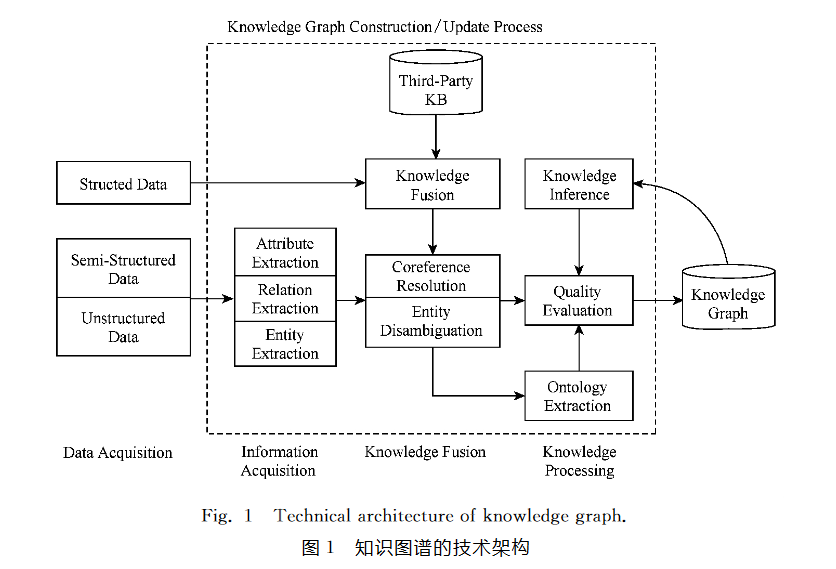 Knowledge Graph Construction/Update Process
Third-Party
KB
Structed Data
Knowledge
Fusion
Knowledge
Inference
Semi-Structured
Data
Unstructured
Data
Attribute
Extraction
Relation
Extraction
Entity
Extraction
Coreference
Resolution
Entity
Disambiguation
Quality
Evaluation
Knowledge
Graph
Ontology
Extraction
Data Acquisition
Information
Acquisition
Knowledge Fusion
Knowledge
Processing
Fig. 1 Technical architecture of knowledge graph.
图 1 知识图谱的技术架构